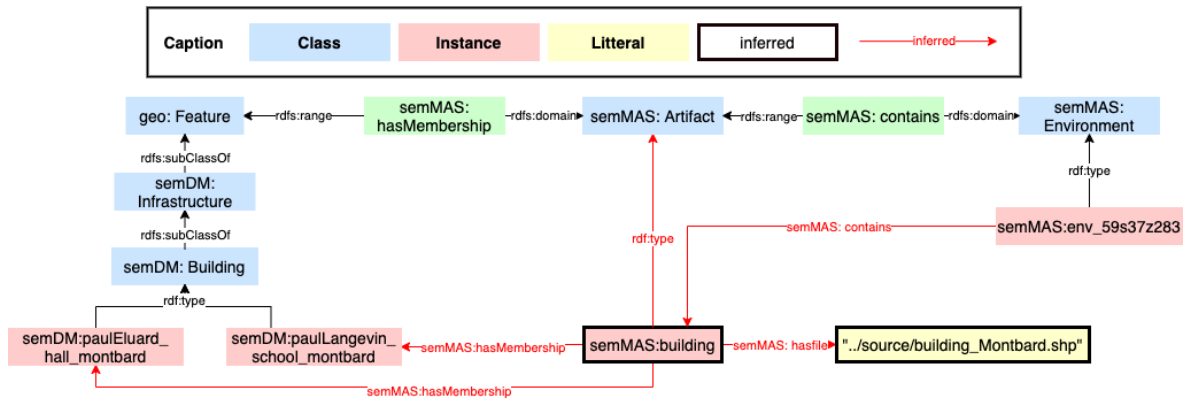 Caption
Class
Instance
Litteral
inferred
inferred
geo: Feature
rdfs:range
semMAS:
hasMembership
rdfs:domain
semMAS: Artifact
rdfs:range
semMAS: contains
rdfs:domain
semMAS:
Environment
rdfs:subClassOf
rdf:type
semDM:
Infrastructure
semMAS: contains
semMAS:env_59s37z283
rdf:type
rdfs:subClassOf
semDM: Building
rdf:type
semDM:paulEluard_
hall_montbard
semDM:paulLangevin_
school_montbard
semMAS:hasMembership
semMAS:building
semMAS: hasfile
"../source/building_Montbard.shp"
semMAS:hasMembership